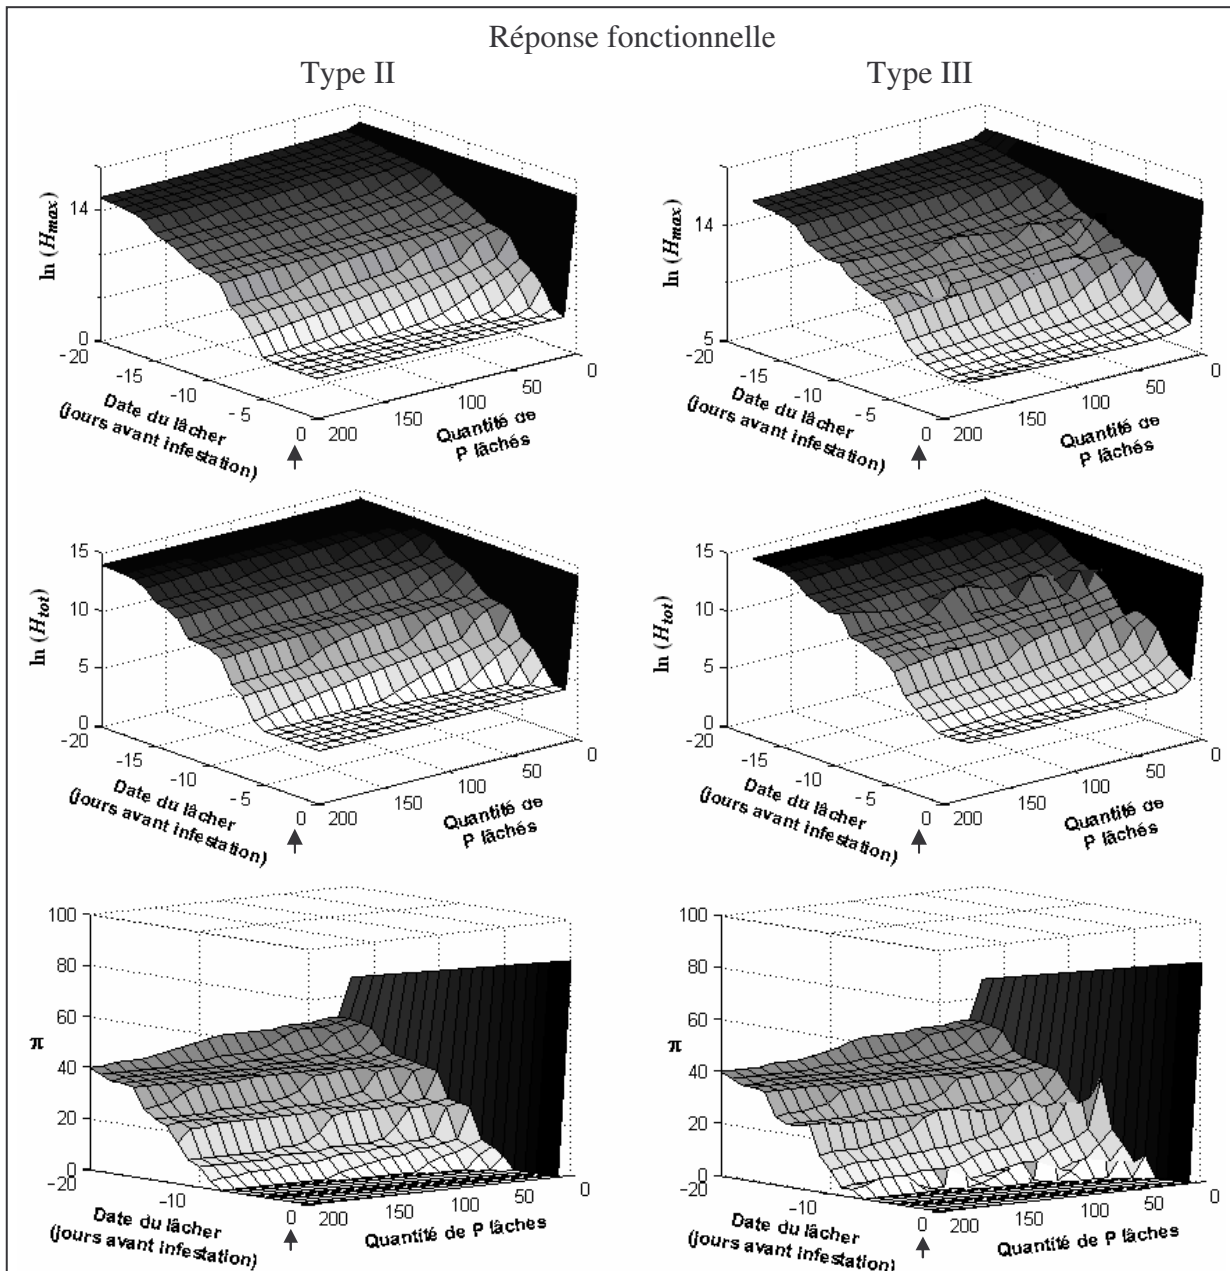 Réponse fonctionnelle
Type II
Type III
ln (Hmax)
14
0
-20
-15
-10
-5
0
200
150
100
50
0
Date du lâcher
(jours avant infestation)
Quantité de
P lâchés
ln (Hmax)
14
5
-20
-15
-10
-5
0
200
150
100
50
0
Date du lâcher
(jours avant infestation)
Quantité de
P lâchés
ln (Htot)
15
10
5
0
-20
-15
-10
-5
0
200
150
100
50
0
Date du lâcher
(jours avant infestation)
Quantité de
P lâchés
ln (Htot)
15
10
5
0
-20
-15
-10
-5
0
200
150
100
50
0
Date du lâcher
(jours avant infestation)
Quantité de
P lâchés
π
100
80
60
40
20
0
-20
-10
0
200
150
100
50
0
Date du lâcher
(jours avant infestation)
Quantité de P lâches
π
100
80
60
40
20
0
-20
-10
0
200
150
100
50
0
Date du lâcher
(jours avant infestation)
Quantité de P lâches